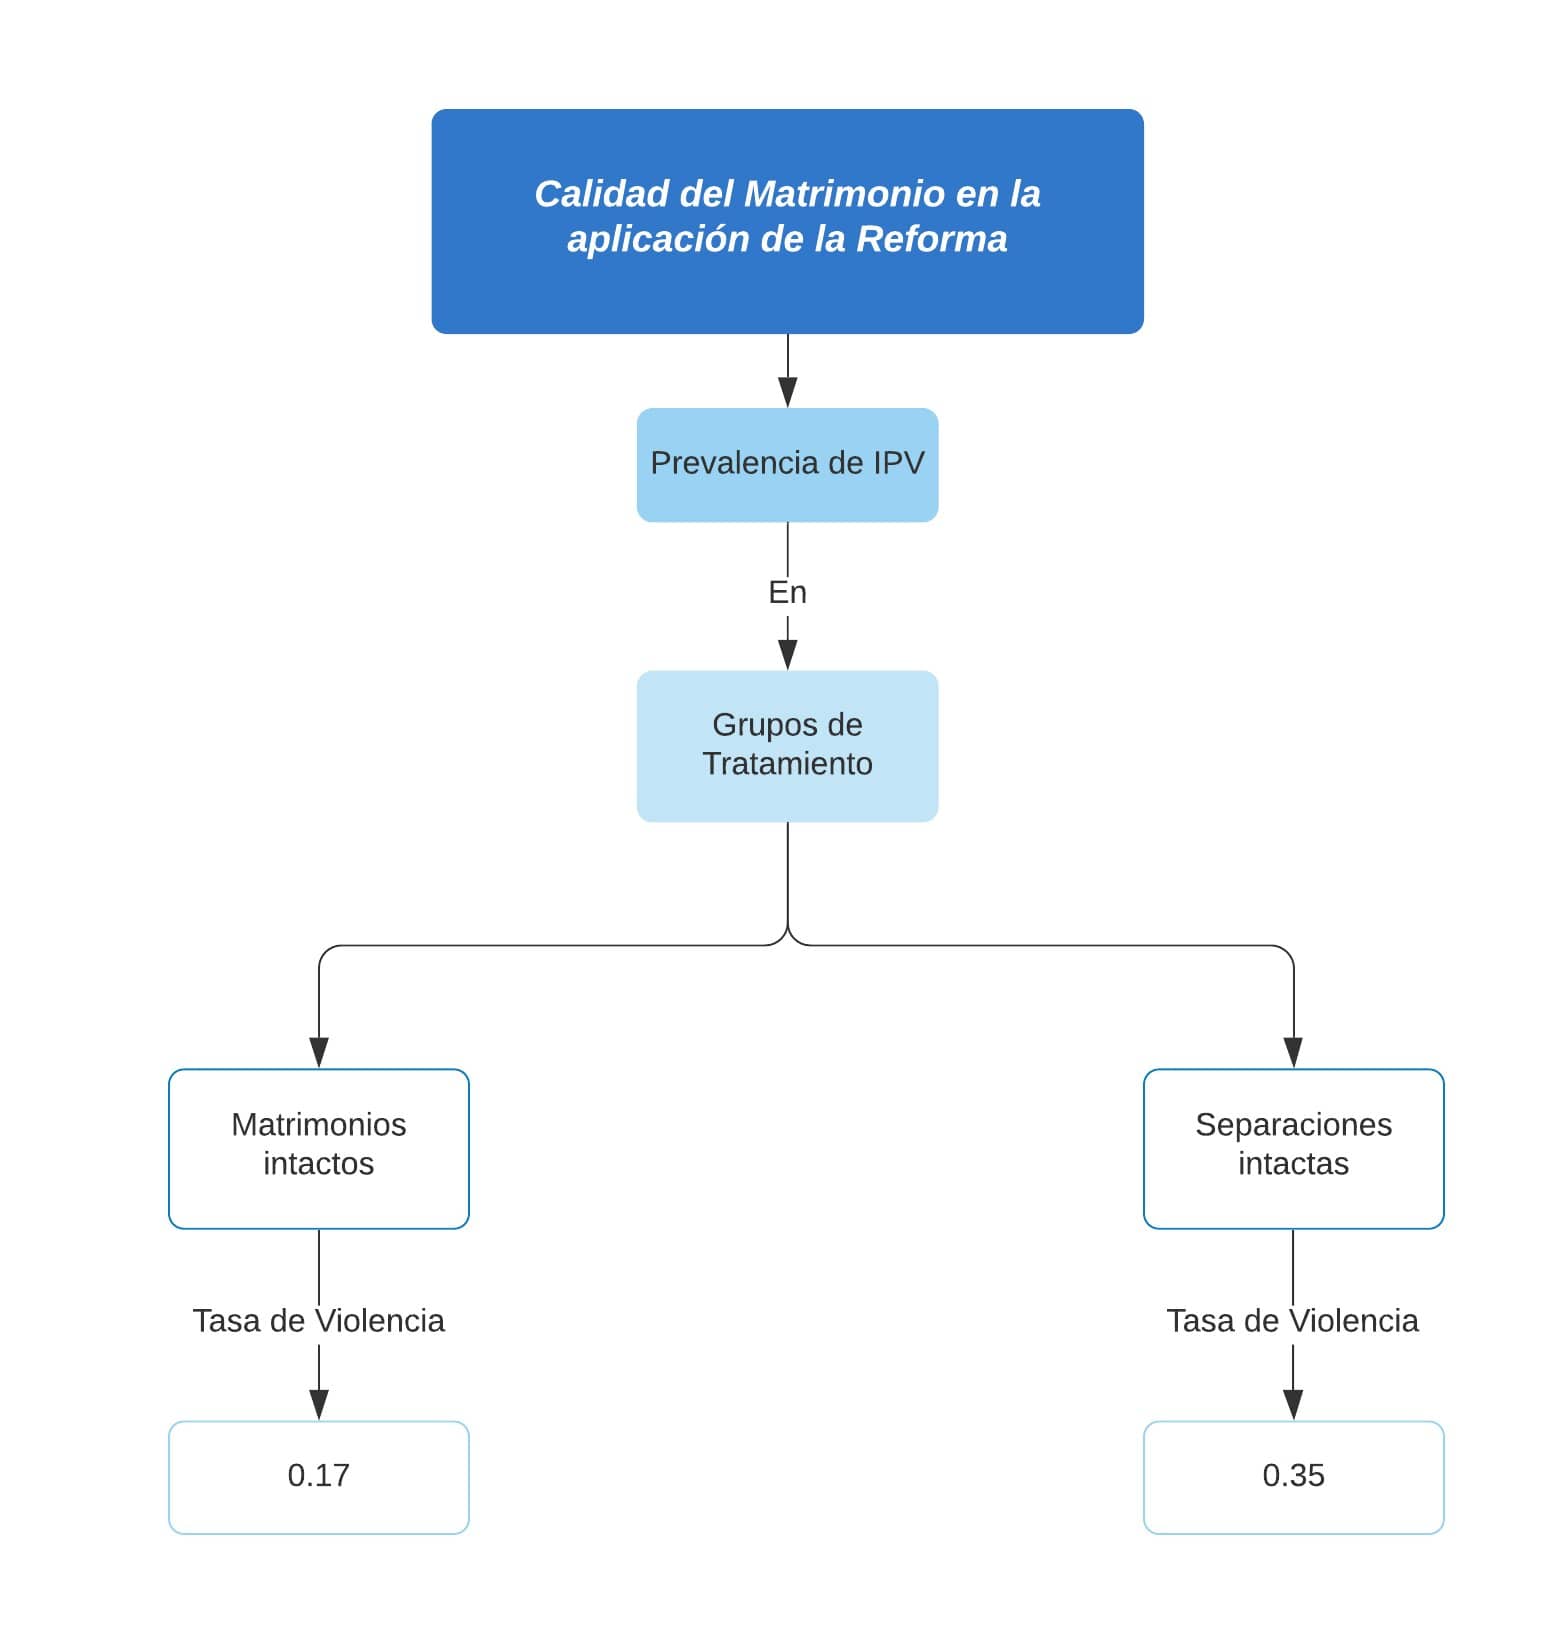 Calidad del Matrimonio en la
aplicación de la Reforma
Prevalencia de IPV
En
Grupos de
Tratamiento
Matrimonios
intactos
Separaciones
intactas
Tasa de Violencia
Tasa de Violencia
0.17
0.35